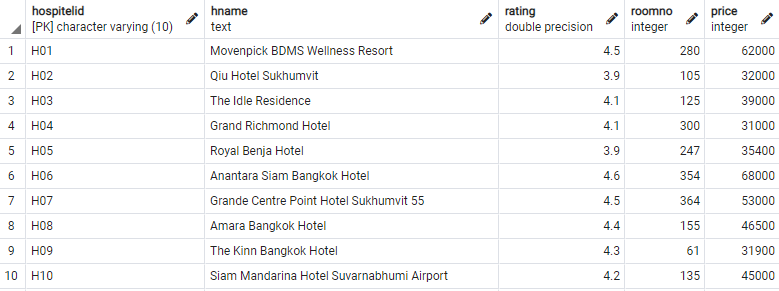 hospitelid hname rating roomno price
[PK] character varying (10) text double precision integer integer
1 H01 Movenpick BDMS Wellness Resort 4.5 280 62000
2 H02 Qiu Hotel Sukhumvit 3.9 105 32000
3 H03 The Idle Residence 4.1 125 39000
4 H04 Grand Richmond Hotel 4.1 300 31000
5 H05 Royal Benja Hotel 3.9 247 35400
6 H06 Anantara Siam Bangkok Hotel 4.6 354 68000
7 H07 Grande Centre Point Hotel Sukhumvit 55 4.5 364 53000
8 H08 Amara Bangkok Hotel 4.4 155 46500
9 H09 The Kinn Bangkok Hotel 4.3 61 31900
10 H10 Siam Mandarina Hotel Suvarnabhumi Airport 4.2 135 45000